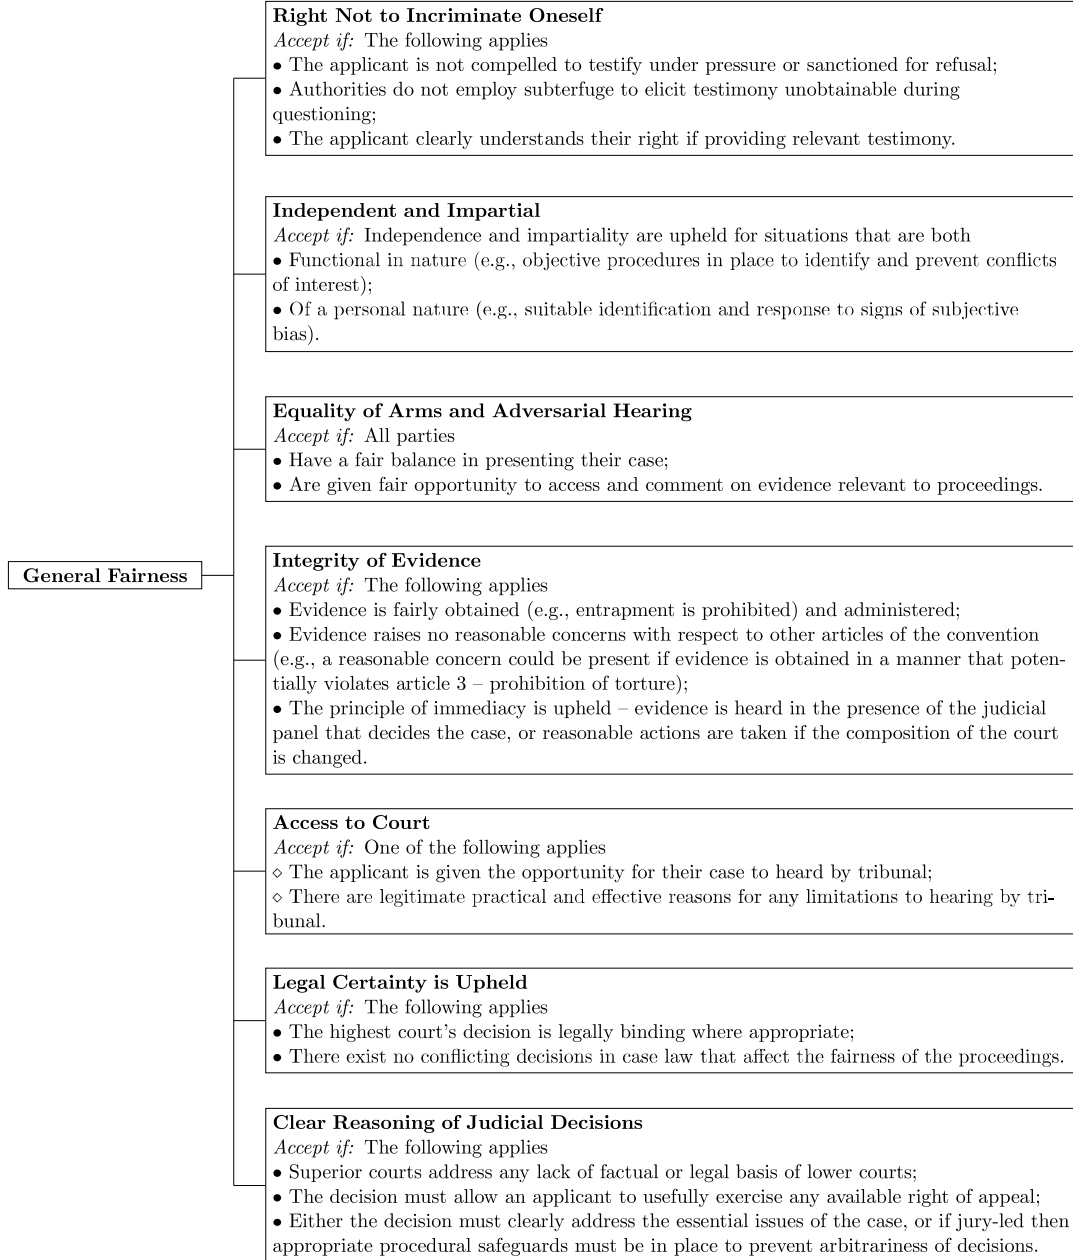 Right Not to Incriminate Oneself
Accept if: The following applies
• The applicant is not compelled to testify under pressure or sanctioned for refusal;
• Authorities do not employ subterfuge to elicit testimony unobtainable during
questioning;
• The applicant clearly understands their right if providing relevant testimony.
Independent and Impartial
Accept if: Independence and impartiality are upheld for situations that are both
• Functional in nature (e.g., objective procedures in place to identify and prevent conflicts
of interest);
• Of a personal nature (e.g., suitable identification and response to signs of subjective
bias).
Equality of Arms and Adversarial Hearing
Accept if: All parties
• Have a fair balance in presenting their case;
• Are given fair opportunity to access and comment on evidence relevant to proceedings.
General Fairness
Integrity of Evidence
Accept if: The following applies
• Evidence is fairly obtained (e.g., entrapment is prohibited) and administered;
• Evidence raises no reasonable concerns with respect to other articles of the convention
(e.g., a reasonable concern could be present if evidence is obtained in a manner that poten-
tially violates article 3 – prohibition of torture);
• The principle of immediacy is upheld – evidence is heard in the presence of the judicial
panel that decides the case, or reasonable actions are taken if the composition of the court
is changed.
Access to Court
Accept if: One of the following applies
⋄ The applicant is given the opportunity for their case to heard by tribunal;
⋄ There are legitimate practical and effective reasons for any limitations to hearing by tri-
bunal.
Legal Certainty is Upheld
Accept if: The following applies
• The highest court's decision is legally binding where appropriate;
• There exist no conflicting decisions in case law that affect the fairness of the proceedings.
Clear Reasoning of Judicial Decisions
Accept if: The following applies
• Superior courts address any lack of factual or legal basis of lower courts;
• The decision must allow an applicant to usefully exercise any available right of appeal;
• Either the decision must clearly address the essential issues of the case, or if jury-led then
appropriate procedural safeguards must be in place to prevent arbitrariness of decisions.